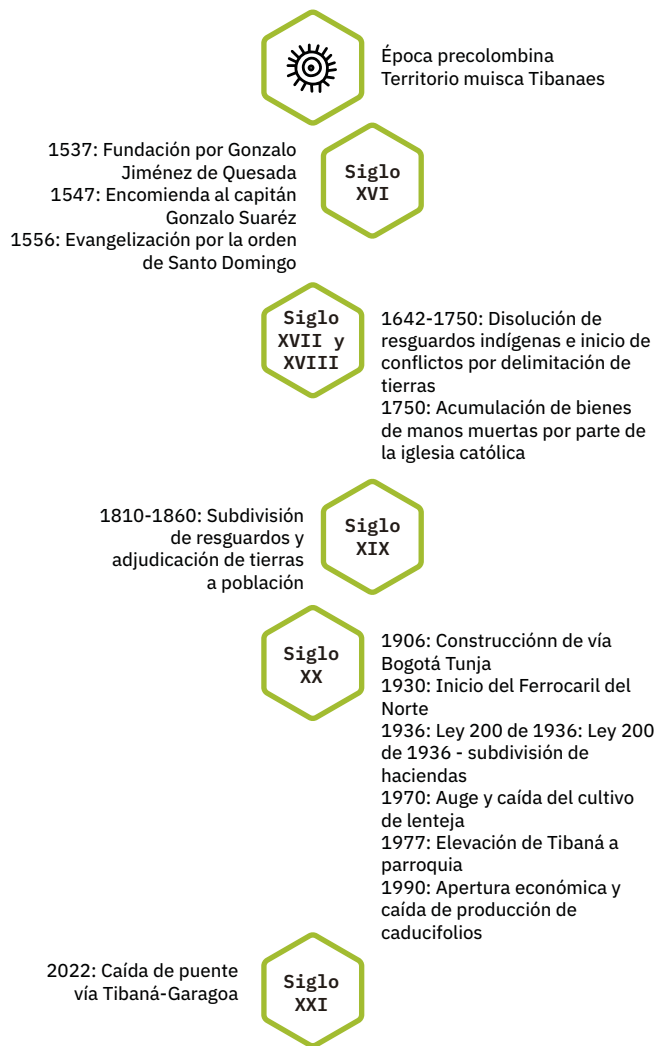 Época precolombina
Territorio muisca Tibanaes
Siglo
XVI
1537: Fundación por Gonzalo
Jiménez de Quesada
1547: Encomienda al capitán
Gonzalo Suaréz
1556: Evangelización por la orden
de Santo Domingo
Siglo
XVII y
XVIII
1642-1750: Disolución de
resguardos indígenas e inicio de
conflictos por delimitación de
tierras
1750: Acumulación de bienes
de manos muertas por parte de
la iglesia católica
Siglo
XIX
1810-1860: Subdivisión
de resguardos y
adjudicación de tierras
a población
Siglo
XX
1906: Construcciónn de vía
Bogotá Tunja
1930: Inicio del Ferrocaril del
Norte
1936: Ley 200 de 1936: Ley 200
de 1936 - subdivisión de
haciendas
1970: Auge y caída del cultivo
de lenteja
1977: Elevación de Tibaná a
parroquia
1990: Apertura económica y
caída de producción de
caducifolios
Siglo
XXI
2022: Caída de puente
vía Tibaná-Garagoa